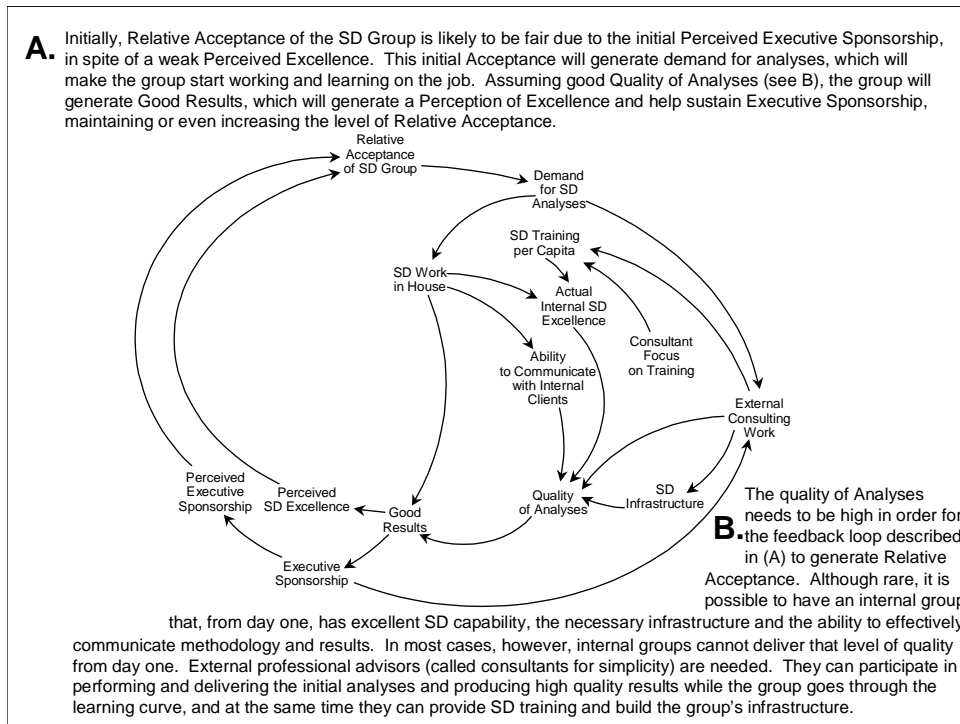 A. Initially, Relative Acceptance of the SD Group is likely to be fair due to the initial Perceived Executive Sponsorship,
in spite of a weak Perceived Excellence. This initial Acceptance will generate demand for analyses, which will
make the group start working and learning on the job. Assuming good Quality of Analyses (see B), the group will
generate Good Results, which will generate a Perception of Excellence and help sustain Executive Sponsorship,
maintaining or even increasing the level of Relative Acceptance.
Relative
Acceptance
of SD Group
Demand
for SD
Analyses
SD Training
per Capita
SD Work
in House
Actual
Internal SD
Excellence
Consultant
Focus
on Training
Ability
to Communicate
with Internal
Clients
External
Consulting
Work
Perceived
Executive
Sponsorship
Perceived
SD Excellence
Good
Results
Quality
of Analyses
SD
Infrastructure
Executive
Sponsorship
B. The quality of Analyses
needs to be high in order for
the feedback loop described
in (A) to generate Relative
Acceptance. Although rare, it is
possible to have an internal group
that, from day one, has excellent SD capability, the necessary infrastructure and the ability to effectively
communicate methodology and results. In most cases, however, internal groups cannot deliver that level of quality
from day one. External professional advisors (called consultants for simplicity) are needed. They can participate in
performing and delivering the initial analyses and producing high quality results while the group goes through the
learning curve, and at the same time they can provide SD training and build the group's infrastructure.